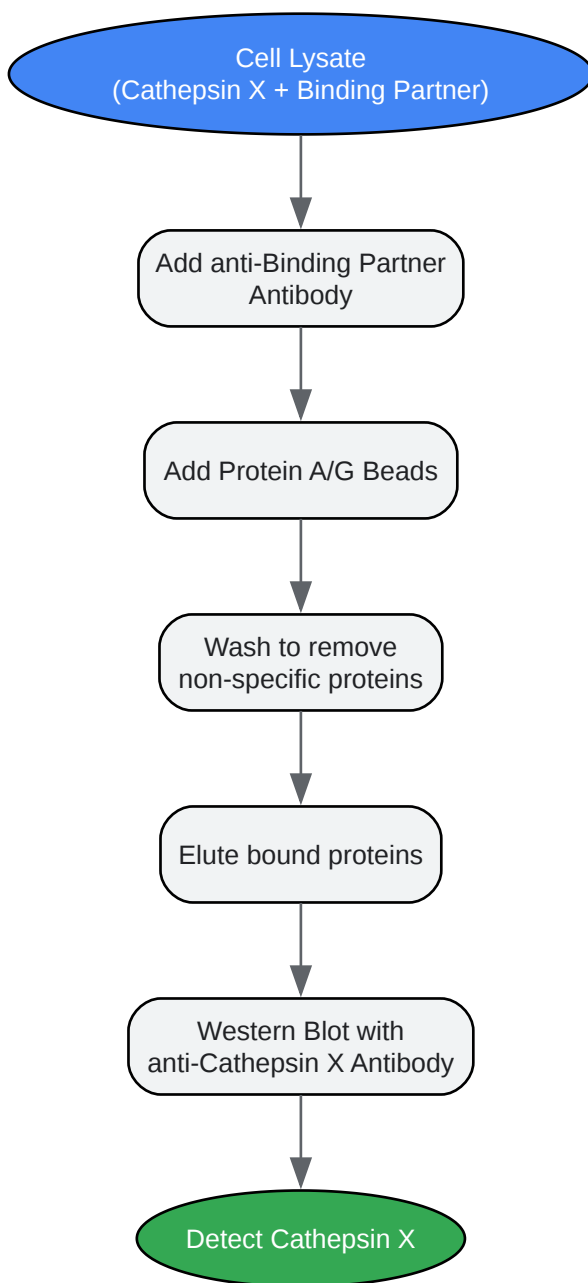 Cell Lysate
(Cathepsin X + Binding Partner)
Add anti-Binding Partner
Antibody
Add Protein A/G Beads
Wash to remove
non-specific proteins
Elute bound proteins
Western Blot with
anti-Cathepsin X Antibody
Detect Cathepsin X